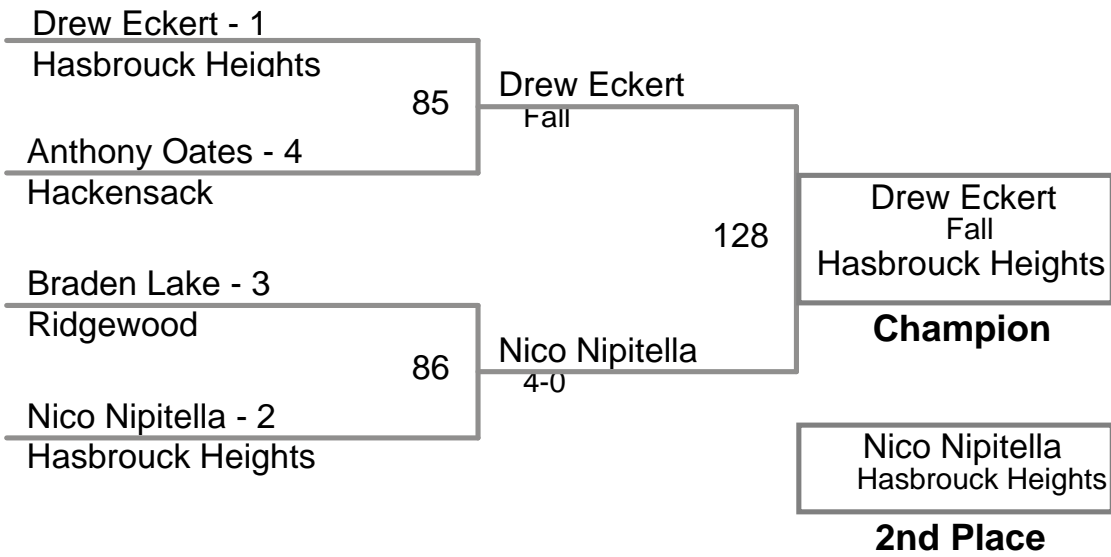 Drew Eckert - 1
Hasbrouck Heights
85
Anthony Oates - 4
Hackensack
Braden Lake - 3
Ridgewood
86
Nico Nipitella - 2
Hasbrouck Heights
Drew Eckert
Fall
128
Nico Nipitella
4-0
Drew Eckert
Fall
Hasbrouck Heights
Champion
Nico Nipitella
Hasbrouck Heights
2nd Place